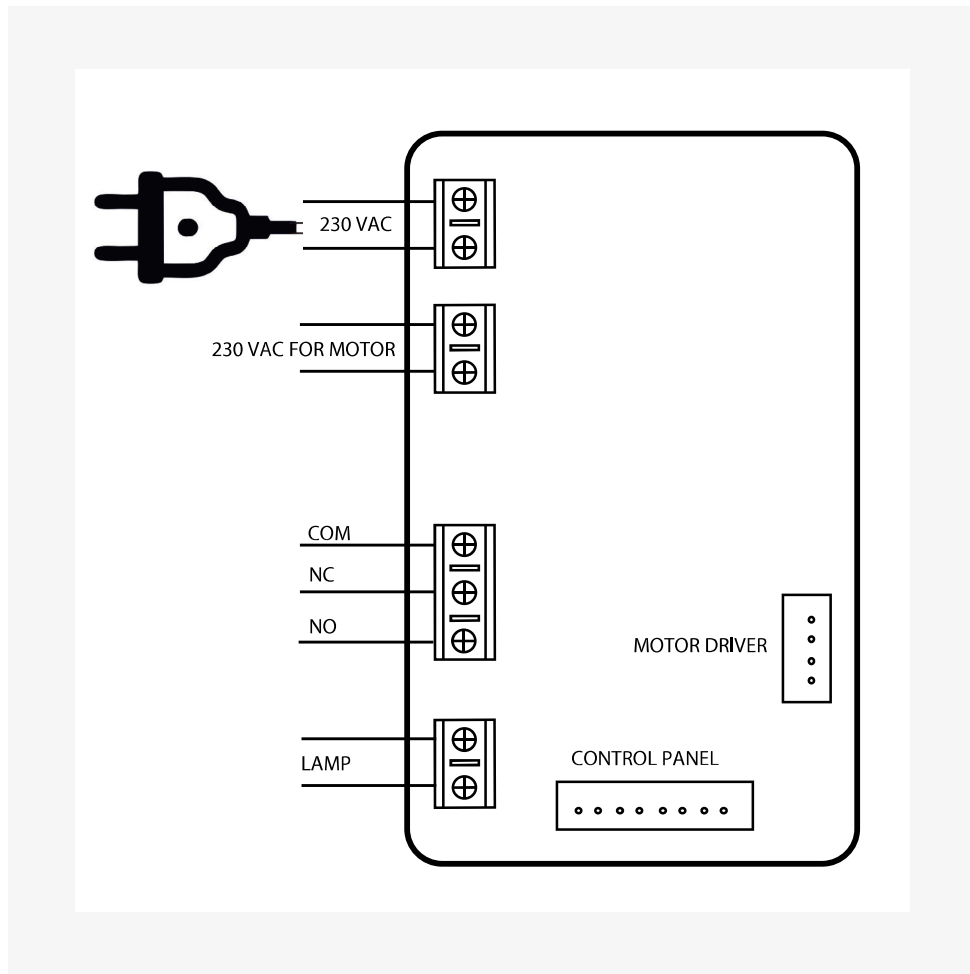 230 VAC
230 VAC FOR MOTOR
COM
NC
NO
MOTOR DRIVER
CONTROL PANEL
LAMP